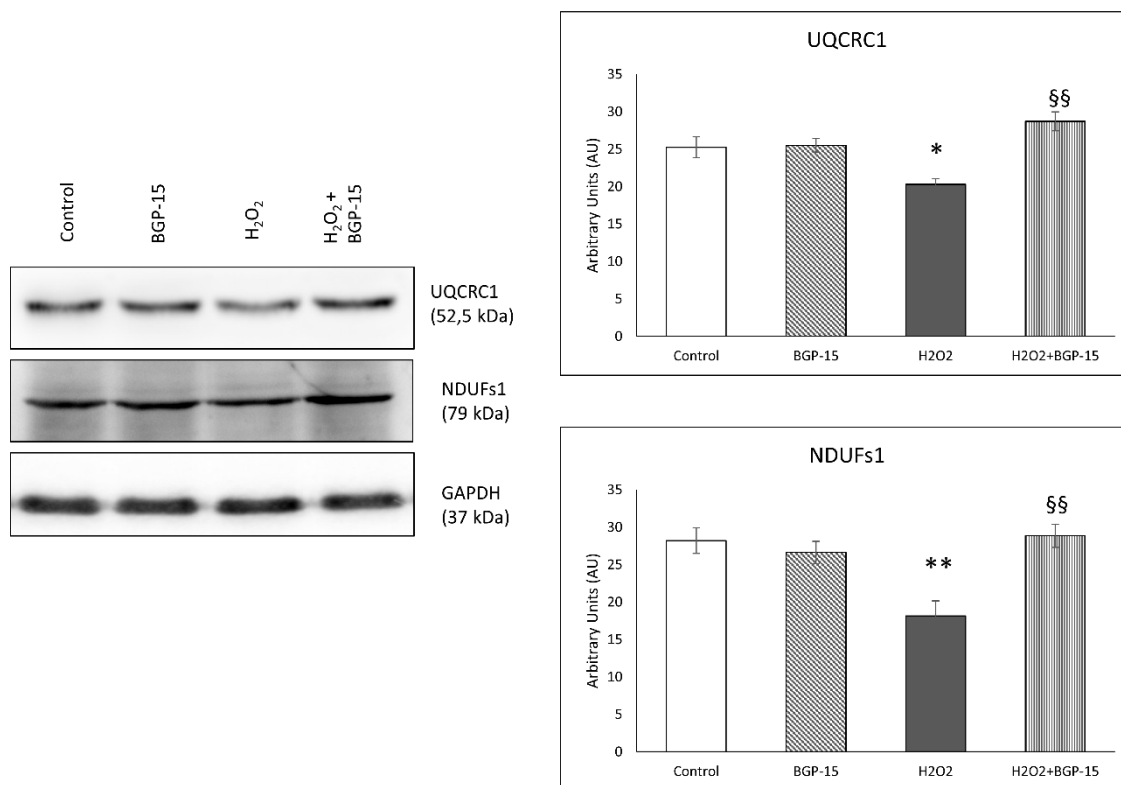 Control
BGP-15
H₂O₂
H₂O₂ +
BGP-15
UQCRC1
(52,5 kDa)
NDUFs1
(79 kDa)
GAPDH
(37 kDa)
UQCRC1
Arbitrary Units (AU)
35
30
25
20
15
10
5
0
*
§§
Control
BGP-15
H2O2
H2O2+BGP-15
NDUFs1
Arbitrary Units (AU)
35
30
25
20
15
10
5
0
**
§§
Control
BGP-15
H2O2
H2O2+BGP-15